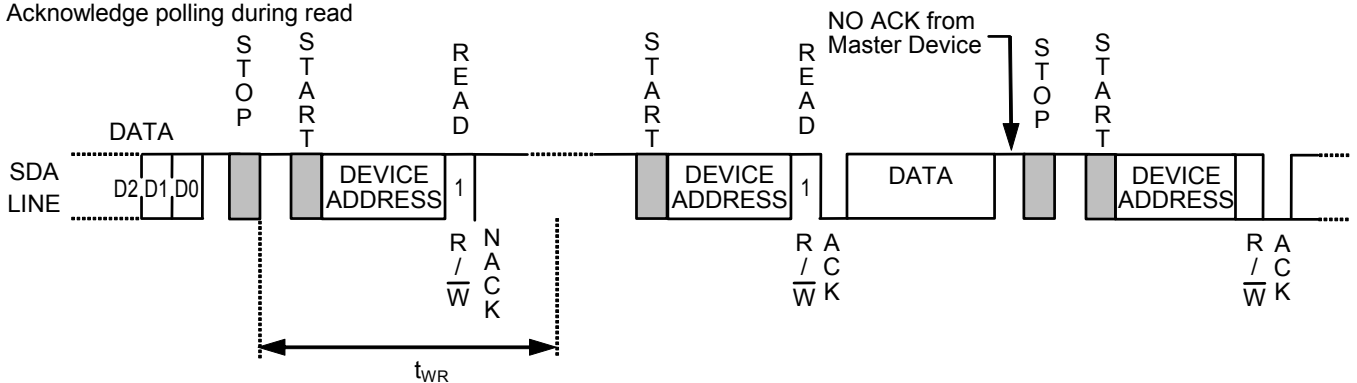 Acknowledge polling during read
NO ACK from
Master Device
STOP
START
READ
START
READ
STOP
START
DATA
SDA
LINE
D2 D1 D0
DEVICE
ADDRESS
1
DEVICE
ADDRESS
1
DATA
DEVICE
ADDRESS
R/W
NACK
R/W
ACK
R/W
ACK
tWR